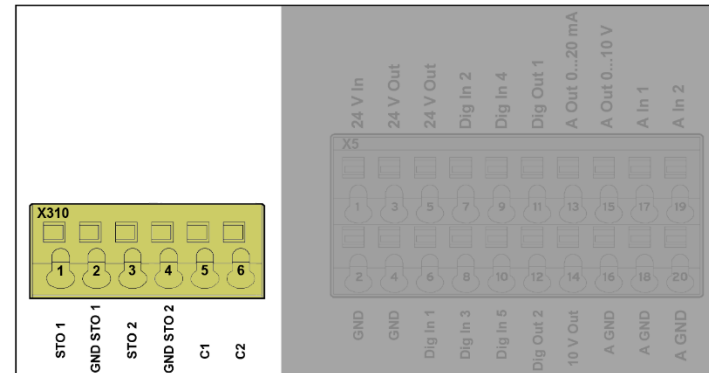 24 V In
24 V Out
24 V Out
Dig In 2
Dig In 4
Dig Out 1
A Out 0...20 mA
A Out 0...10 V
A In 1
A In 2
X5
1 3 5 7 9 11 13 15 17 19
2 4 6 8 10 12 14 16 18 20
GND
GND
Dig In 1
Dig In 3
Dig In 5
Dig Out 2
10 V Out
A GND
A GND
A GND
X310
1 2 3 4 5 6
STO 1
GND STO 1
STO 2
GND STO 2
C1
C2